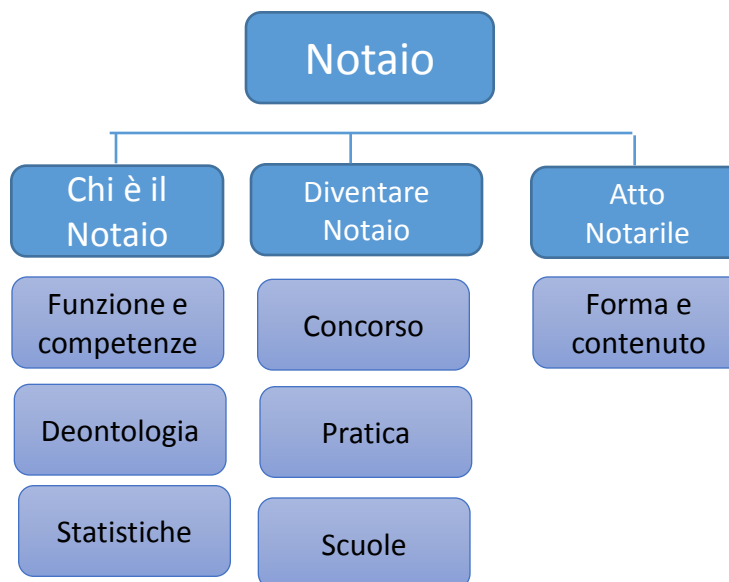 Notaio
Chi è il
Notaio
Diventare
Notaio
Atto
Notarile
Funzione e
competenze
Concorso
Forma e
contenuto
Deontologia
Pratica
Statistiche
Scuole